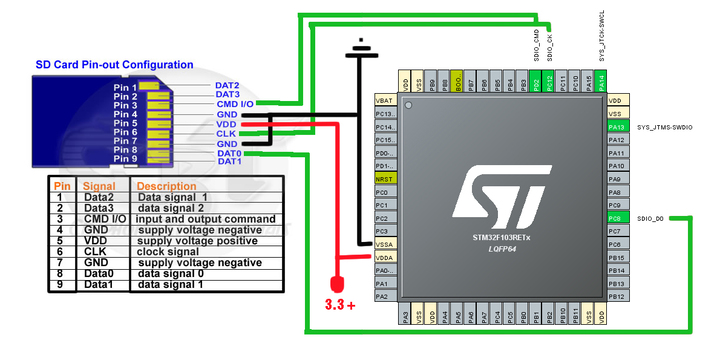 SD Card Pin-out Configuration
Pin 1
Pin 2
Pin 3
Pin 4
Pin 5
Pin 6
Pin 7
Pin 8
Pin 9
DAT2
DAT3
CMD I/O
GND
VDD
CLK
GND
DAT0
DAT1
Pin Signal Description
1 Data2 Data signal 1
2 Data3 data signal 2
3 CMD I/O input and output command
4 GND supply voltage negative
5 VDD supply voltage positive
6 CLK clock signal
7 GND supply voltage negative
8 Data0 data signal 0
9 Data1 data signal 1
3.3 +
SDIO_CMD
SDIO_CK
SYS_JTCK-SWCL
VDD
VSS
PB9
PB8
BOO..
PB7
PB6
PB5
PB4
PB3
PD2
PC12
PC11
PC10
PA15
PA14
VBAT
PC13..
PC14..
PC15..
PD0-..
PD1-..
NRST
PC0
PC1
PC2
PC3
VSSA
VDDA
PA0-..
PA1
PA2
ST
STM32F103RETx
LQFP64
VDD
VSS
PA13
PA12
PA11
PA10
PA9
PA8
PC9
PC8
PC7
PC6
PB15
PB14
PB13
PB12
SYS_JTMS-SWDIO
SDIO_D0
PA3
VSS
VDD
PA4
PA5
PA6
PA7
PC4
PC5
PB0
PB1
PB2
PB10
PB11
VSS
VDD